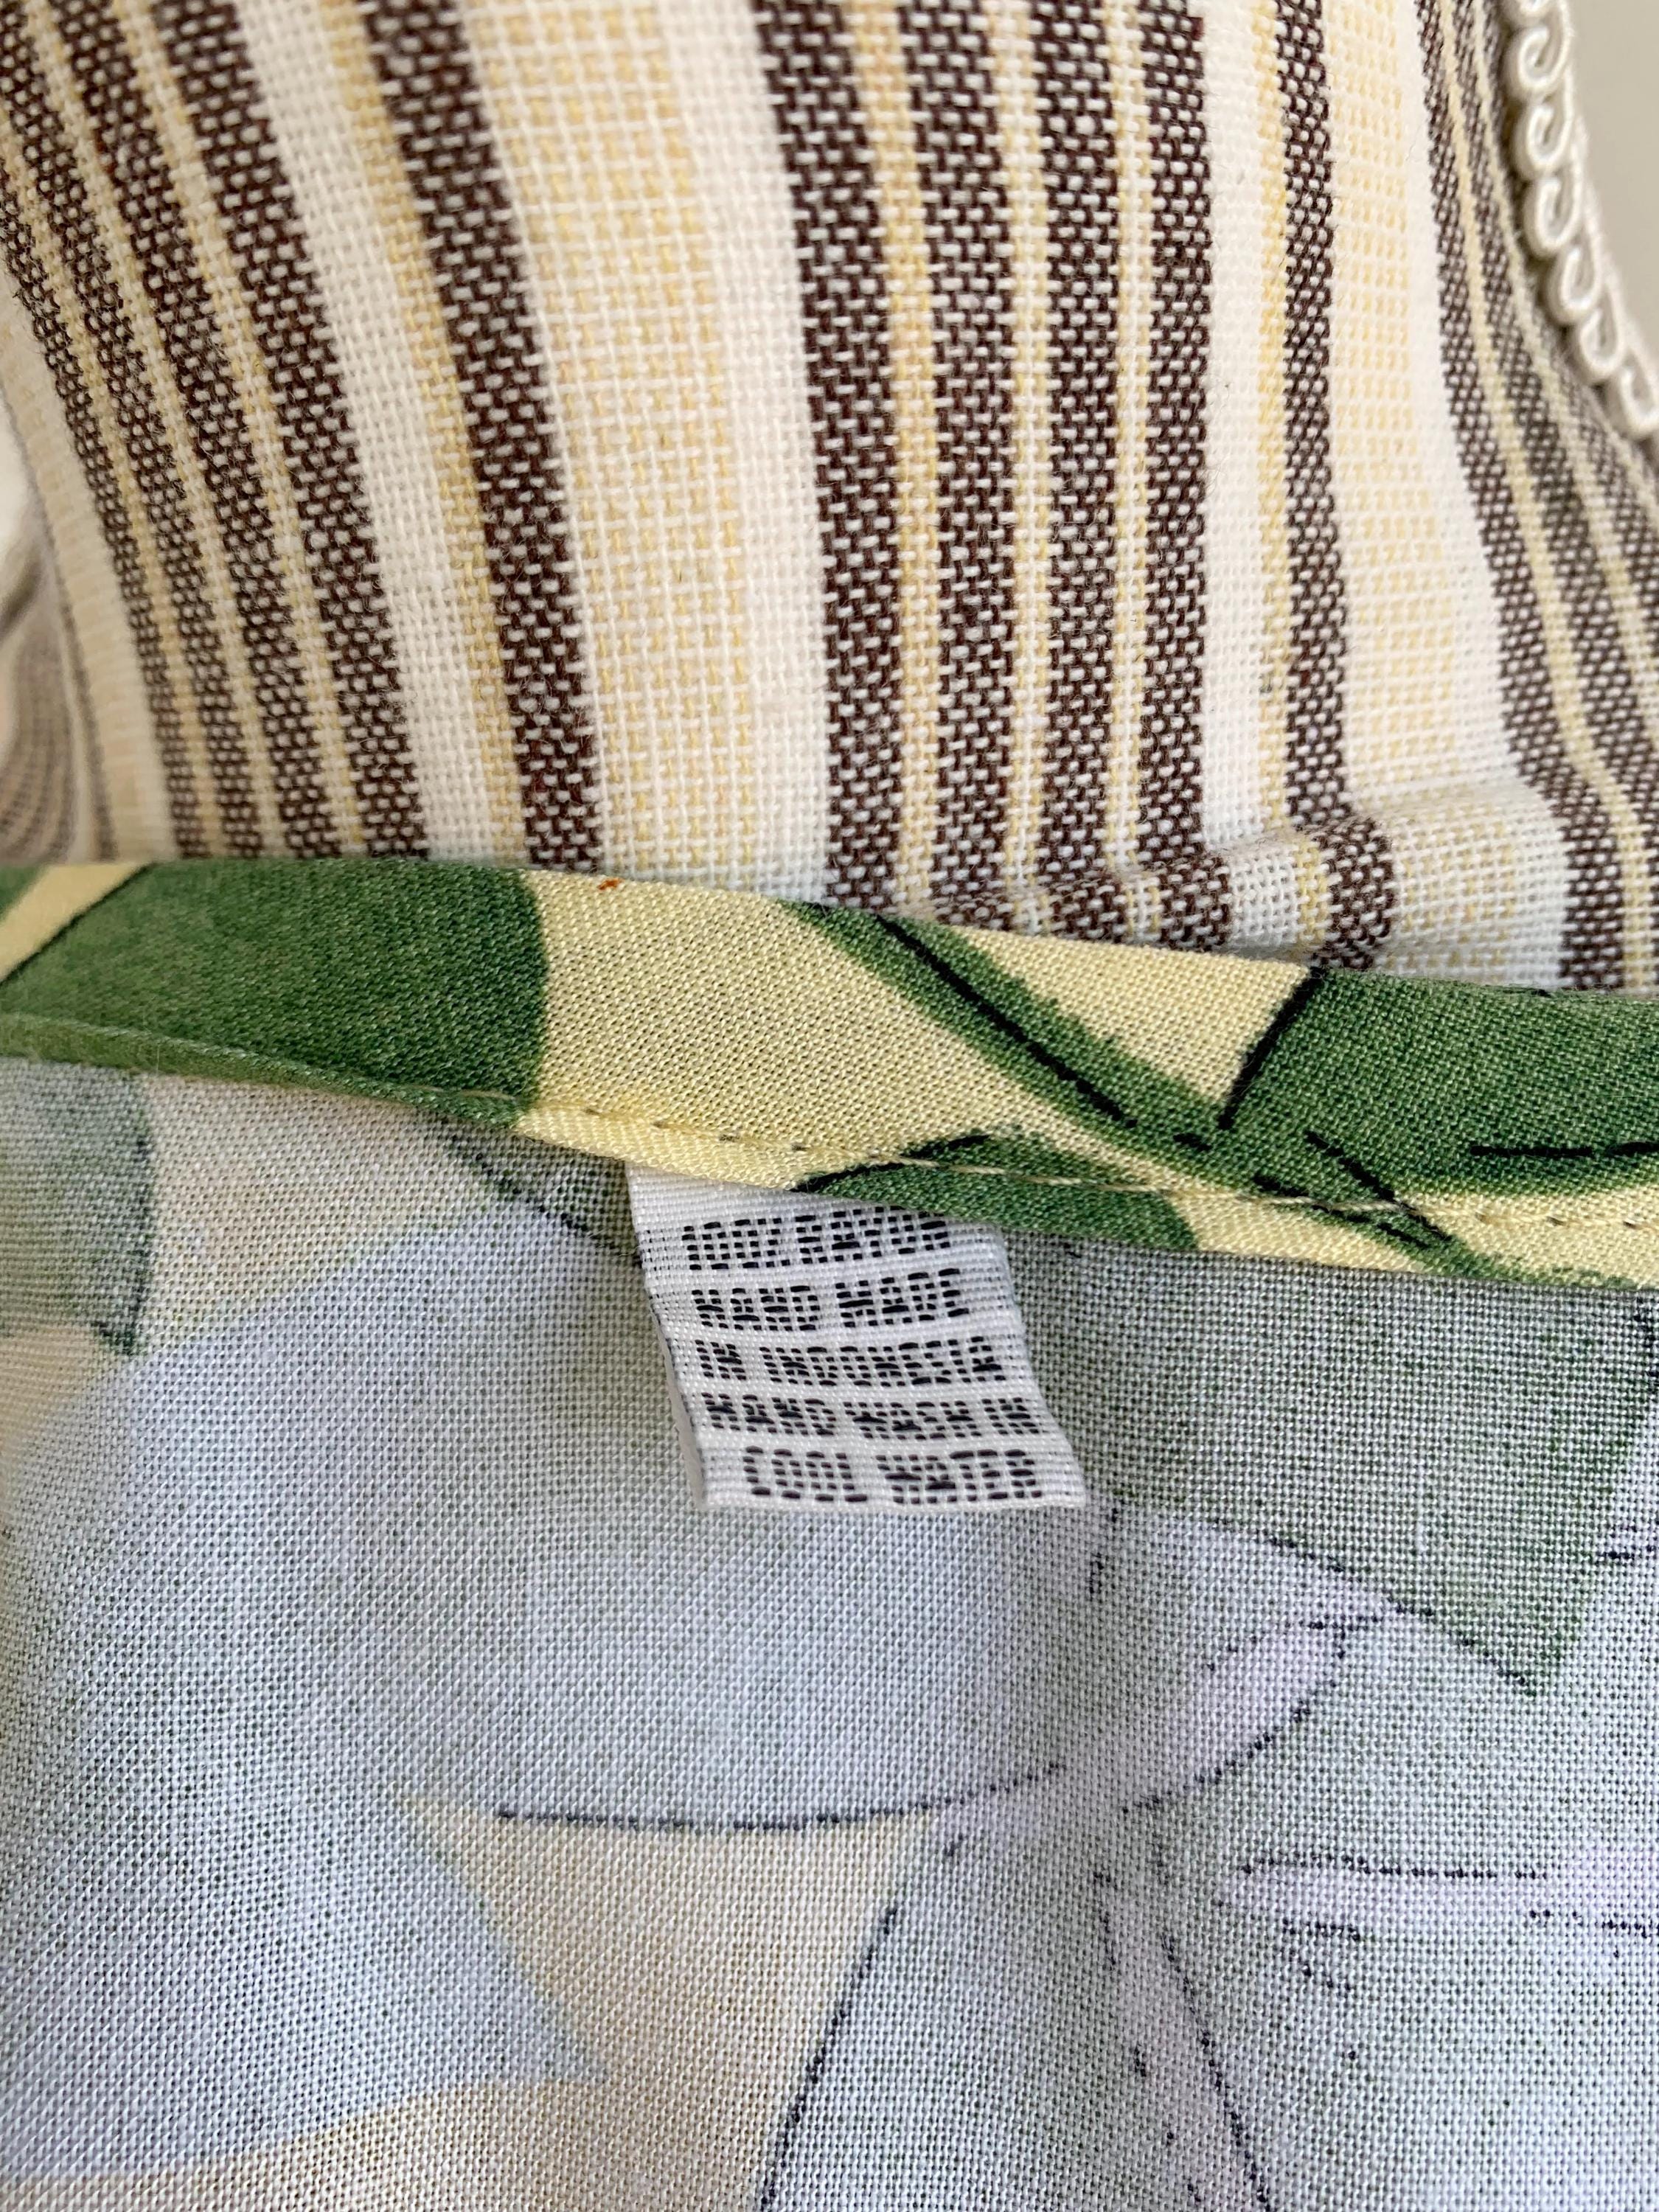 100% RAYON
HAND MADE
IN INDONESIA
HAND WASH IN
COOL WATER